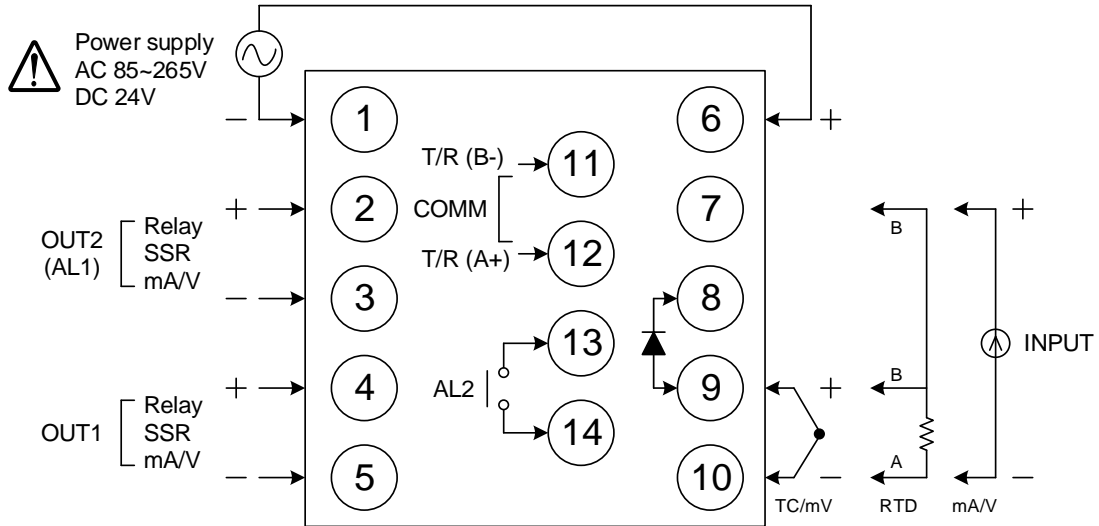 Power supply
AC 85~265V
DC 24V
− 1
6 +
T/R (B-) 11
+ 2
COMM
7
B
+
OUT2
(AL1)
Relay
SSR
mA/V
T/R (A+) 12
− 3
8
13
INPUT
+ 4
AL2
9 +
B
OUT1
Relay
SSR
mA/V
14
− 5
10 −
A
−
TC/mV RTD mA/V